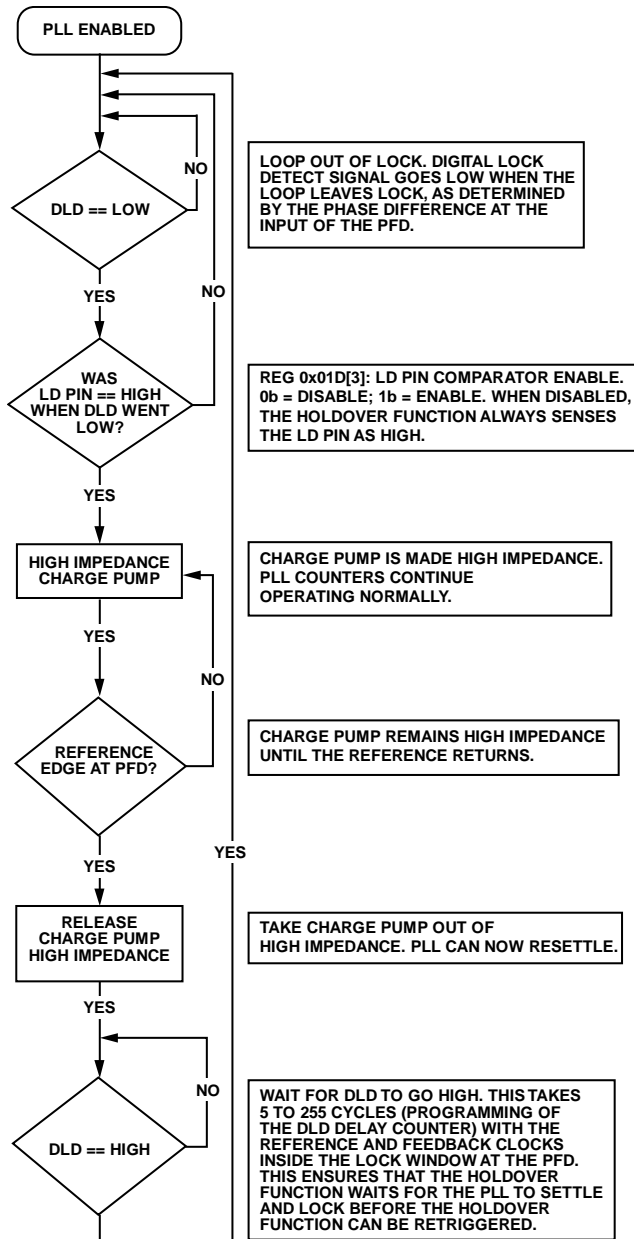 PLL ENABLED
NO
DLD == LOW
LOOP OUT OF LOCK. DIGITAL LOCK
DETECT SIGNAL GOES LOW WHEN THE
LOOP LEAVES LOCK, AS DETERMINED
BY THE PHASE DIFFERENCE AT THE
INPUT OF THE PFD.
YES
NO
WAS
LD PIN == HIGH
WHEN DLD WENT
LOW?
REG 0x01D[3]: LD PIN COMPARATOR ENABLE.
0b = DISABLE; 1b = ENABLE. WHEN DISABLED,
THE HOLDOVER FUNCTION ALWAYS SENSES
THE LD PIN AS HIGH.
YES
HIGH IMPEDANCE
CHARGE PUMP
CHARGE PUMP IS MADE HIGH IMPEDANCE.
PLL COUNTERS CONTINUE
OPERATING NORMALLY.
YES
NO
REFERENCE
EDGE AT PFD?
CHARGE PUMP REMAINS HIGH IMPEDANCE
UNTIL THE REFERENCE RETURNS.
YES
YES
RELEASE
CHARGE PUMP
HIGH IMPEDANCE
TAKE CHARGE PUMP OUT OF
HIGH IMPEDANCE. PLL CAN NOW RESETTLE.
YES
NO
DLD == HIGH
WAIT FOR DLD TO GO HIGH. THIS TAKES
5 TO 255 CYCLES (PROGRAMMING OF
THE DLD DELAY COUNTER) WITH THE
REFERENCE AND FEEDBACK CLOCKS
INSIDE THE LOCK WINDOW AT THE PFD.
THIS ENSURES THAT THE HOLDOVER
FUNCTION WAITS FOR THE PLL TO SETTLE
AND LOCK BEFORE THE HOLDOVER
FUNCTION CAN BE RETRIGGERED.